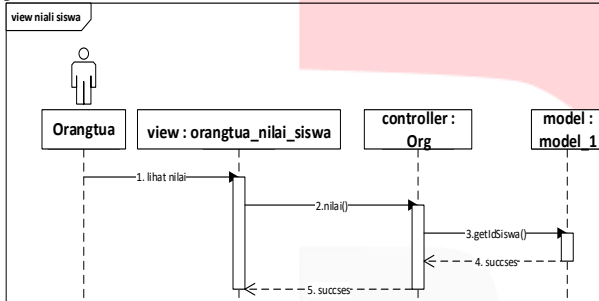 view niali siswa
Orangtua
view : orangtua_nilai_siswa
controller :
Org
model :
model_1
1. lihat nilai
2.nilai()
3.getIdSiswa()
4. succses
5. succses